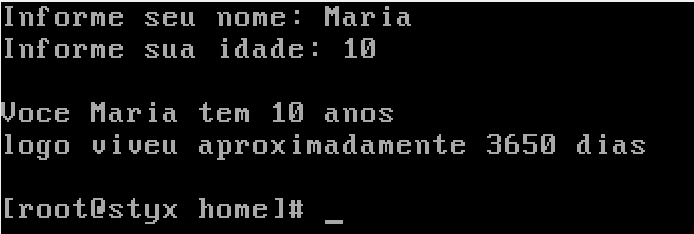 Informe seu nome: Maria
Informe sua idade: 10
Voce Maria tem 10 anos
logo viveu aproximadamente 3650 dias
[root@styx home]# _